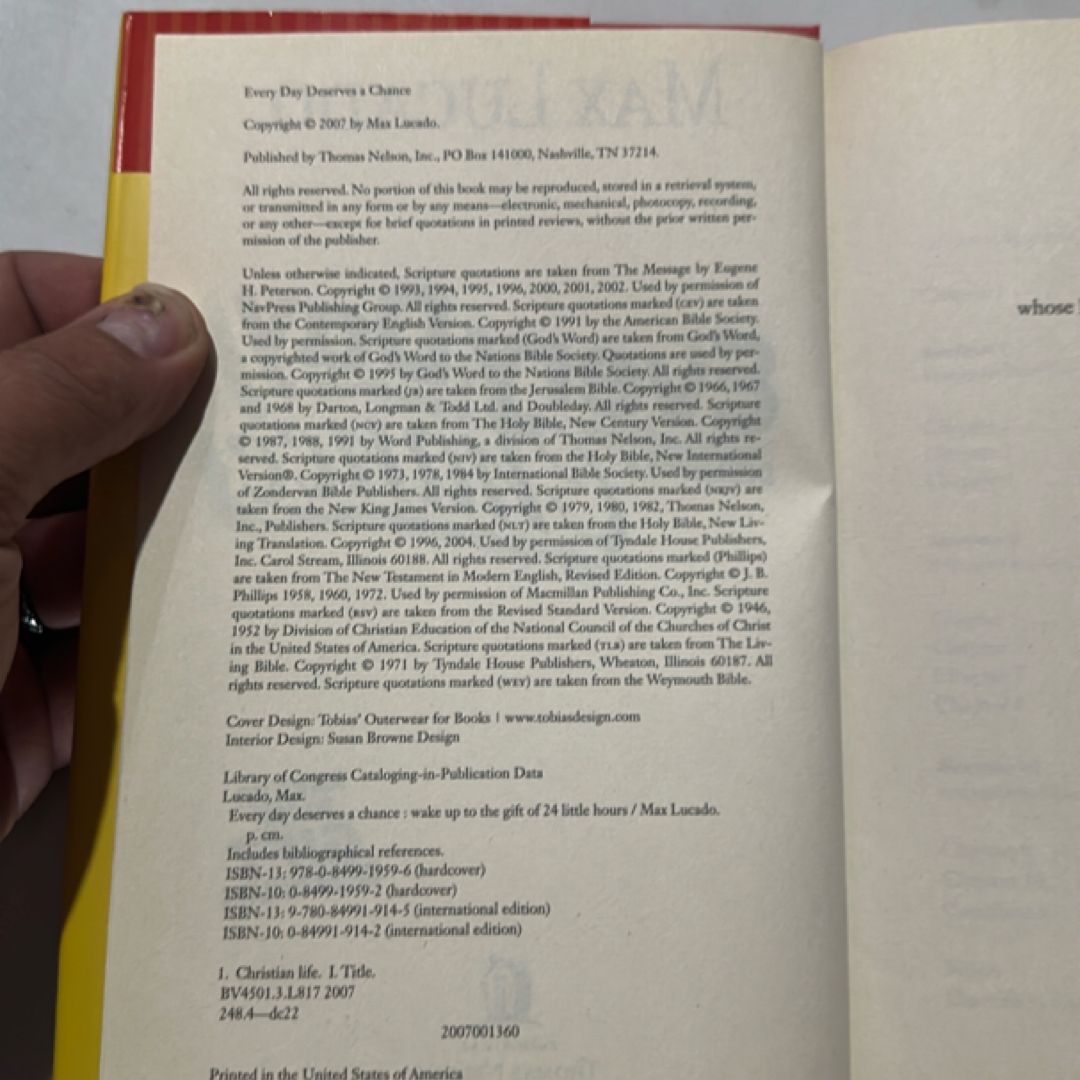 Every Day Deserves a Chance
Copyright © 2007 by Max Lucado.
Published by Thomas Nelson, Inc., PO Box 141000, Nashville, TN 37214.
All rights reserved. No portion of this book may be reproduced, stored in a retrieval system,
or transmitted in any form or by any means—electronic, mechanical, photocopy, recording,
or any other—except for brief quotations in printed reviews, without the prior written per-
mission of the publisher.
Unless otherwise indicated, Scripture quotations are taken from The Message by Eugene
H. Peterson. Copyright © 1993, 1994, 1995, 1996, 2000, 2001, 2002. Used by permission of
NavPress Publishing Group. All rights reserved. Scripture quotations marked (CEV) are taken
from the Contemporary English Version. Copyright © 1991 by the American Bible Society.
Used by permission. Scripture quotations marked (God's Word) are taken from God's Word,
a copyrighted work of God's Word to the Nations Bible Society. Quotations are used by per-
mission. Copyright © 1995 by God's Word to the Nations Bible Society. All rights reserved.
Scripture quotations marked (JB) are taken from the Jerusalem Bible. Copyright © 1966, 1967
and 1968 by Darton, Longman & Todd Ltd. and Doubleday. All rights reserved. Scripture
quotations marked (NCV) are taken from The Holy Bible, New Century Version. Copyright
© 1987, 1988, 1991 by Word Publishing, a division of Thomas Nelson, Inc. All rights re-
served. Scripture quotations marked (NIV) are taken from the Holy Bible, New International
Version®. Copyright © 1973, 1978, 1984 by International Bible Society. Used by permission
of Zondervan Bible Publishers. All rights reserved. Scripture quotations marked (NKJV) are
taken from the New King James Version. Copyright © 1979, 1980, 1982, Thomas Nelson,
Inc., Publishers. Scripture quotations marked (NLT) are taken from the Holy Bible, New Liv-
ing Translation. Copyright © 1996, 2004. Used by permission of Tyndale House Publishers,
Inc. Carol Stream, Illinois 60188. All rights reserved. Scripture quotations marked (Phillips)
are taken from The New Testament in Modern English, Revised Edition. Copyright © J. B.
Phillips 1958, 1960, 1972. Used by permission of Macmillan Publishing Co., Inc. Scripture
quotations marked (RSV) are taken from the Revised Standard Version. Copyright © 1946,
1952 by Division of Christian Education of the National Council of the Churches of Christ
in the United States of America. Scripture quotations marked (TLB) are taken from The Liv-
ing Bible. Copyright © 1971 by Tyndale House Publishers, Wheaton, Illinois 60187. All
rights reserved. Scripture quotations marked (WEY) are taken from the Weymouth Bible.
Cover Design: Tobias' Outerwear for Books | www.tobiasdesign.com
Interior Design: Susan Browne Design
Library of Congress Cataloging-in-Publication Data
Lucado, Max.
Every day deserves a chance : wake up to the gift of 24 little hours / Max Lucado.
p. cm.
Includes bibliographical references.
ISBN-13: 978-0-8499-1959-6 (hardcover)
ISBN-10: 0-8499-1959-2 (hardcover)
ISBN-13: 9-780-84991-914-5 (international edition)
ISBN-10: 0-84991-914-2 (international edition)
1. Christian life. I. Title.
BV4501.3.L817 2007
248.4—dc22
2007001360
Printed in the United States of America
whose